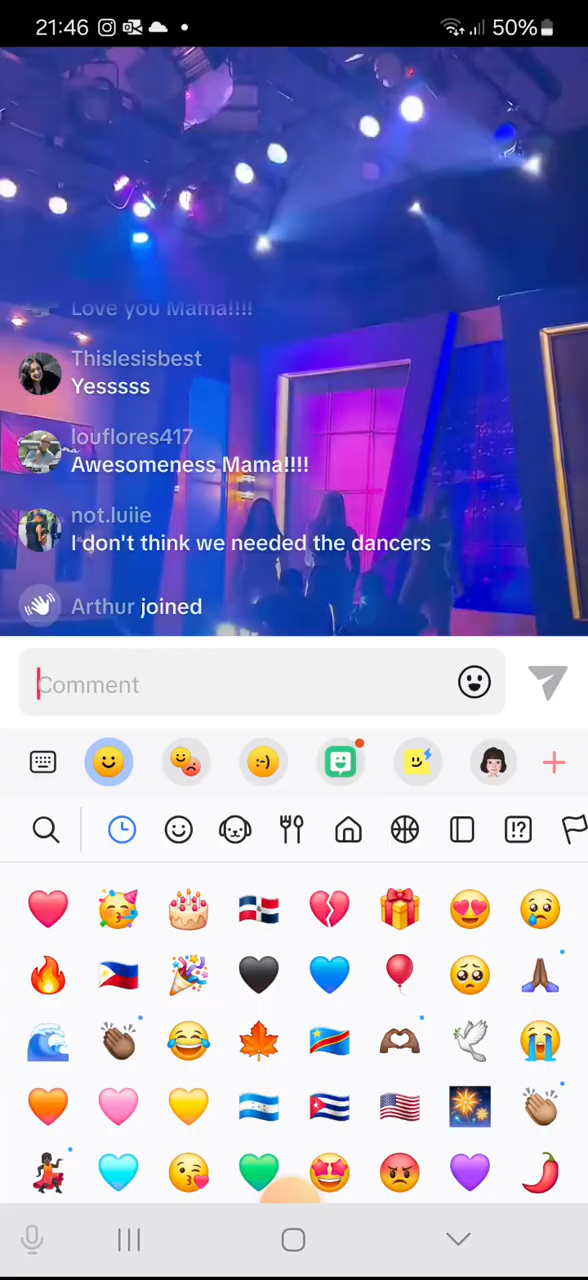 21:46
50%
Love you Mama!!!!
Thislesisbest
Yesssss
louflores417
Awesomeness Mama!!!!
not.luiie
I don't think we needed the dancers
Arthur joined
Comment